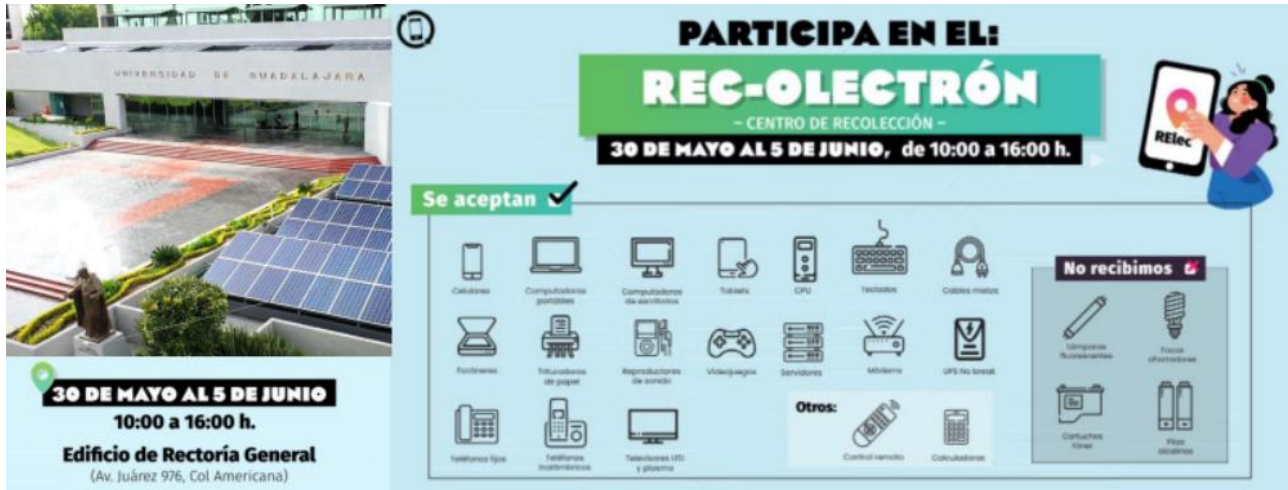 UNIVERSIDAD DE GUADALAJARA
30 DE MAYO AL 5 DE JUNIO
10:00 a 16:00 h.
Edificio de Rectoría General
(Av. Juárez 976, Col Americana)
PARTICIPA EN EL:
REC-OLECTRÓN
- CENTRO DE RECOLECCIÓN -
30 DE MAYO AL 5 DE JUNIO, de 10:00 a 16:00 h.
RElec
Se aceptan
Celulares
Computadoras portátiles
Computadoras de escritorios
Tablets
CPU
Teclados
Cables mixtos
Escáneres
Trituradoras de papel
Reproductores de sonido
Videojuegos
Servidores
Módems
UPS No break
Teléfonos fijos
Teléfonos inalámbricos
Televisores LED y plasma
Otros:
Control remoto
Calculadoras
No recibimos
Lámparas fluorescentes
Focos ahorradores
Cartuchos tóner
Pilas alcalinas